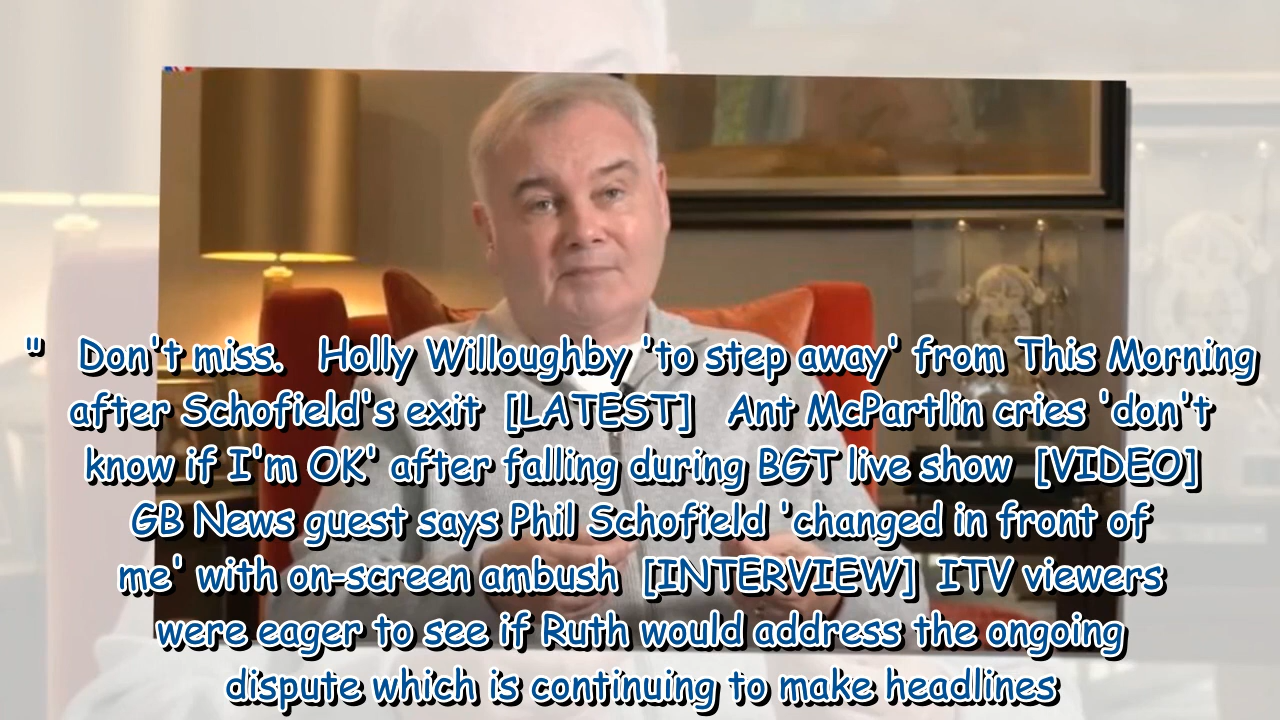 "   Don't miss.   Holly Willoughby 'to step away' from This Morning
after Schofield's exit  [LATEST]   Ant McPartlin cries 'don't
know if I'm OK' after falling during BGT live show  [VIDEO]
GB News guest says Phil Schofield 'changed in front of
me' with on-screen ambush  [INTERVIEW]  ITV viewers
were eager to see if Ruth would address the ongoing
dispute which is continuing to make headlines